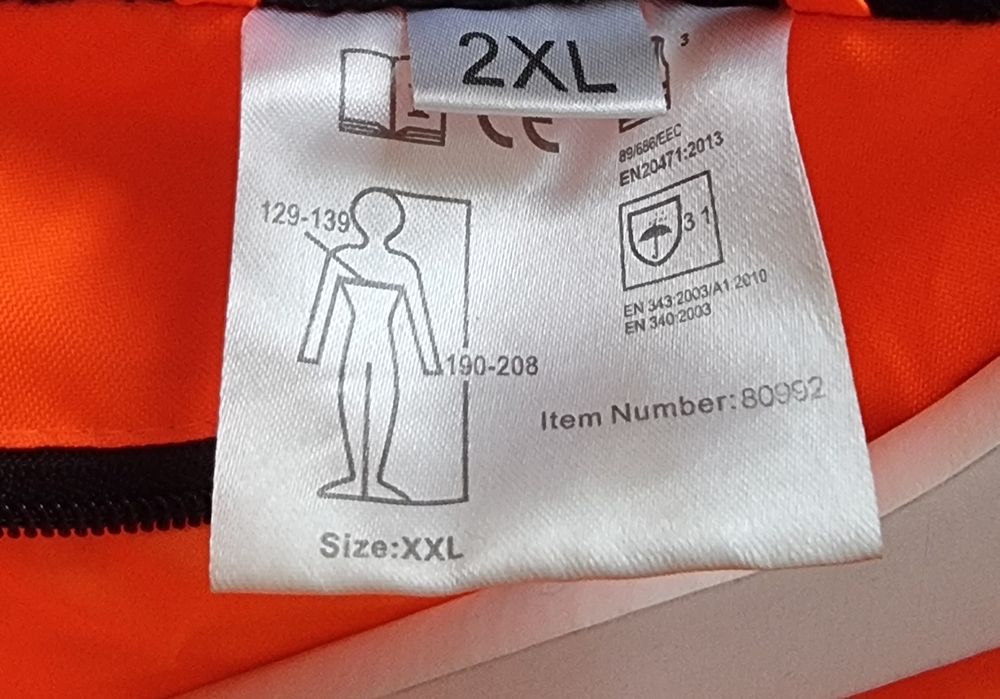 2XL
3
CE
89/686/EEC
EN20471:2013
129-139
3 1
EN 343:2003/A1:2010
EN 340:2003
190-208
Item Number:80992
Size:XXL